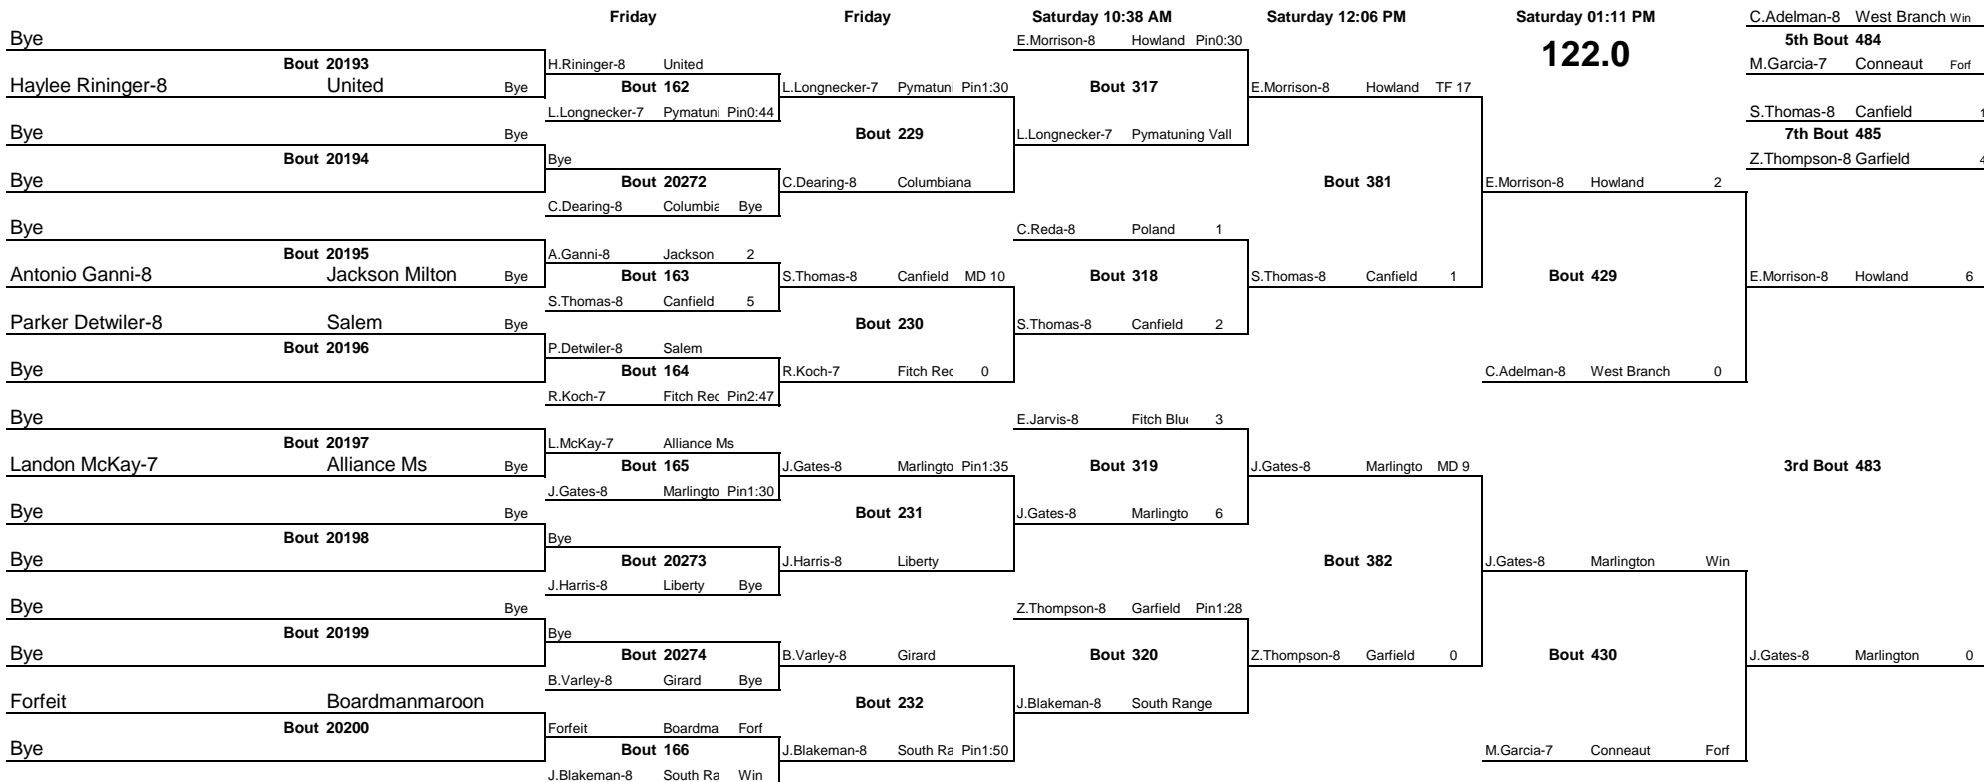 Friday Friday Saturday 10:38 AM Saturday 12:06 PM Saturday 01:11 PM C.Adelman-8 West Branch Win
Bye E.Morrison-8 Howland Pin0:30 122.0 5th Bout 484
Bout 20193 H.Rininger-8 United M.Garcia-7 Conneaut Forf
Haylee Rininger-8 United Bye Bout 162 L.Longnecker-7 Pymatuni Pin1:30 Bout 317 E.Morrison-8 Howland TF 17
L.Longnecker-7 Pymatuni Pin0:44 S.Thomas-8 Canfield 1
Bye Bye Bout 229 L.Longnecker-7 Pymatuning Vall 7th Bout 485
Bout 20194 Bye Z.Thompson-8 Garfield 4
Bye Bout 20272 C.Dearing-8 Columbiana Bout 381 E.Morrison-8 Howland 2
C.Dearing-8 Columbia Bye
Bye C.Reda-8 Poland 1
Bout 20195 A.Ganni-8 Jackson 2
Antonio Ganni-8 Jackson Milton Bye Bout 163 S.Thomas-8 Canfield MD 10 Bout 318 S.Thomas-8 Canfield 1 Bout 429 E.Morrison-8 Howland 6
S.Thomas-8 Canfield 5
Parker Detwiler-8 Salem Bye Bout 230 S.Thomas-8 Canfield 2
Bout 20196 P.Detwiler-8 Salem
Bye Bout 164 R.Koch-7 Fitch Rec 0 C.Adelman-8 West Branch 0
R.Koch-7 Fitch Rec Pin2:47
Bye E.Jarvis-8 Fitch Blu 3
Bout 20197 L.McKay-7 Alliance Ms
Landon McKay-7 Alliance Ms Bye Bout 165 J.Gates-8 Marlingto Pin1:35 Bout 319 J.Gates-8 Marlingto MD 9 3rd Bout 483
J.Gates-8 Marlingto Pin1:30
Bye Bye Bout 231 J.Gates-8 Marlingto 6
Bout 20198 Bye
Bye Bout 20273 J.Harris-8 Liberty Bout 382 J.Gates-8 Marlington Win
J.Harris-8 Liberty Bye
Bye Bye Z.Thompson-8 Garfield Pin1:28
Bout 20199 Bye
Bye Bout 20274 B.Varley-8 Girard Bout 320 Z.Thompson-8 Garfield 0 Bout 430 J.Gates-8 Marlington 0
B.Varley-8 Girard Bye
Forfeit Boardmanmaroon Bout 232 J.Blakeman-8 South Range
Bout 20200 Forfeit Boardma Forf
Bye Bout 166 J.Blakeman-8 South Ra Pin1:50 M.Garcia-7 Conneaut Forf
J.Blakeman-8 South Ra Win